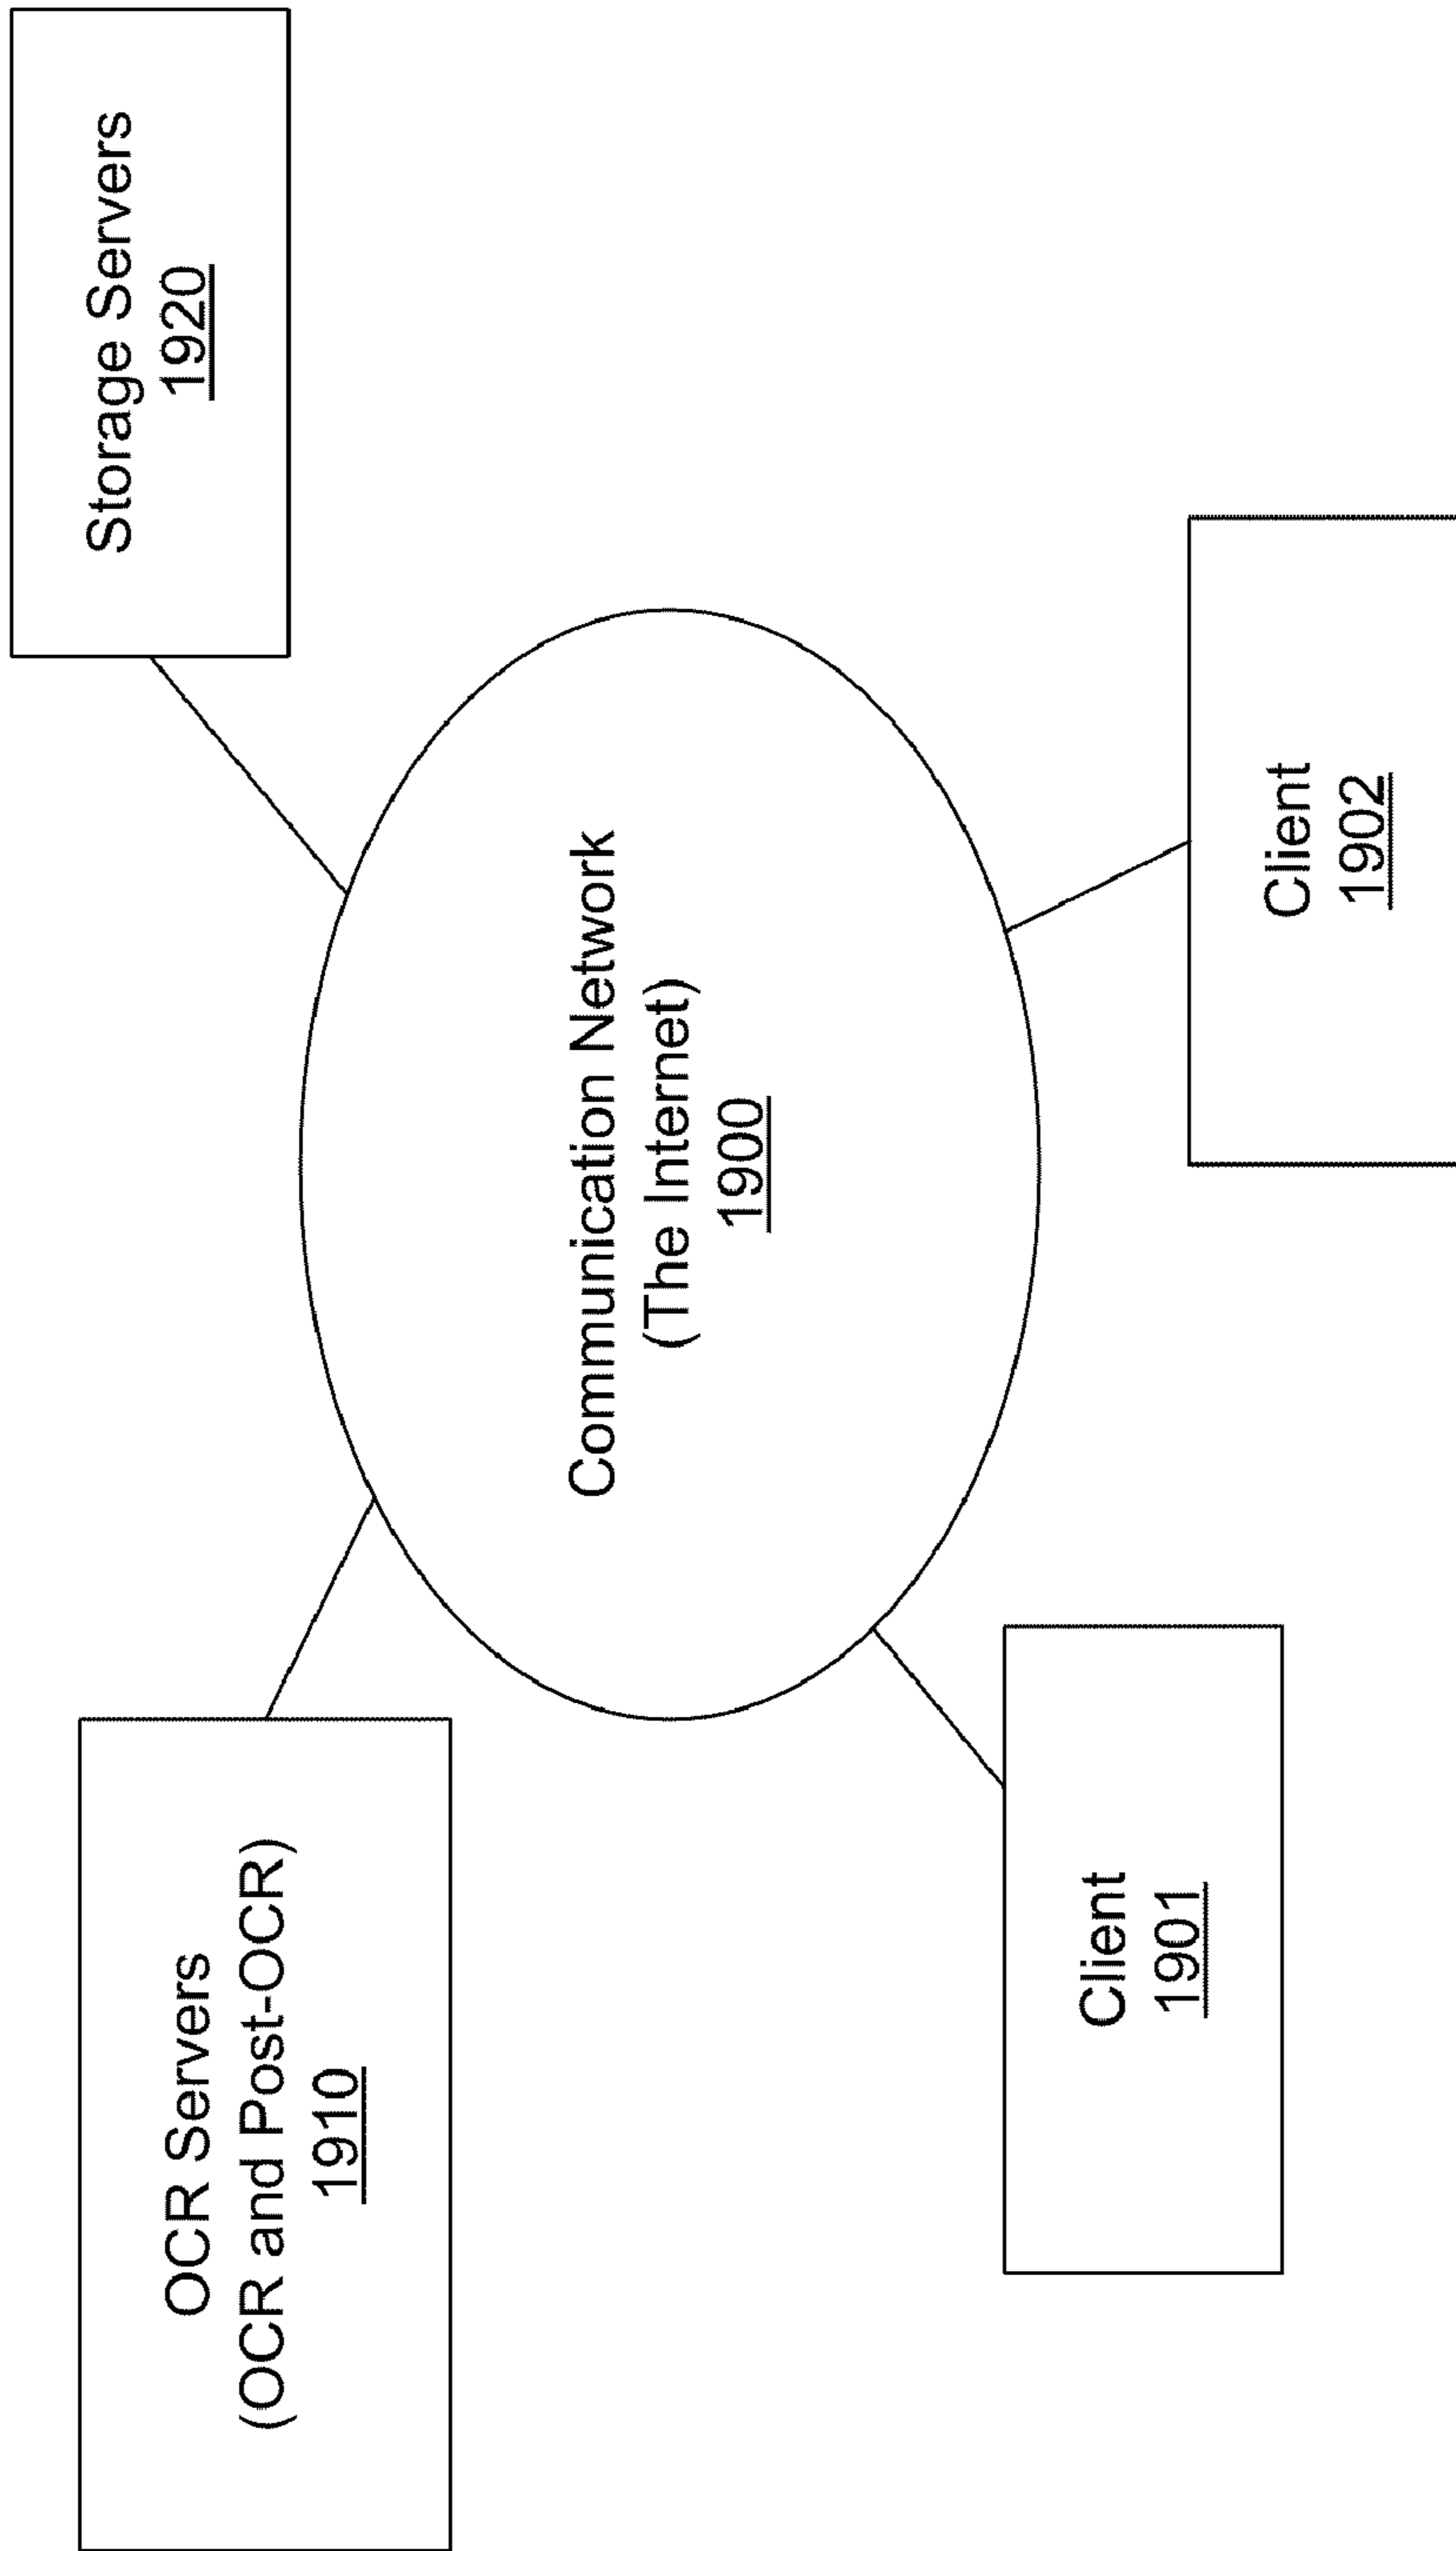 OCR Servers
(OCR and Post-OCR)
1910
Storage Servers
1920
Communication Network
(The Internet)
1900
Client
1901
Client
1902